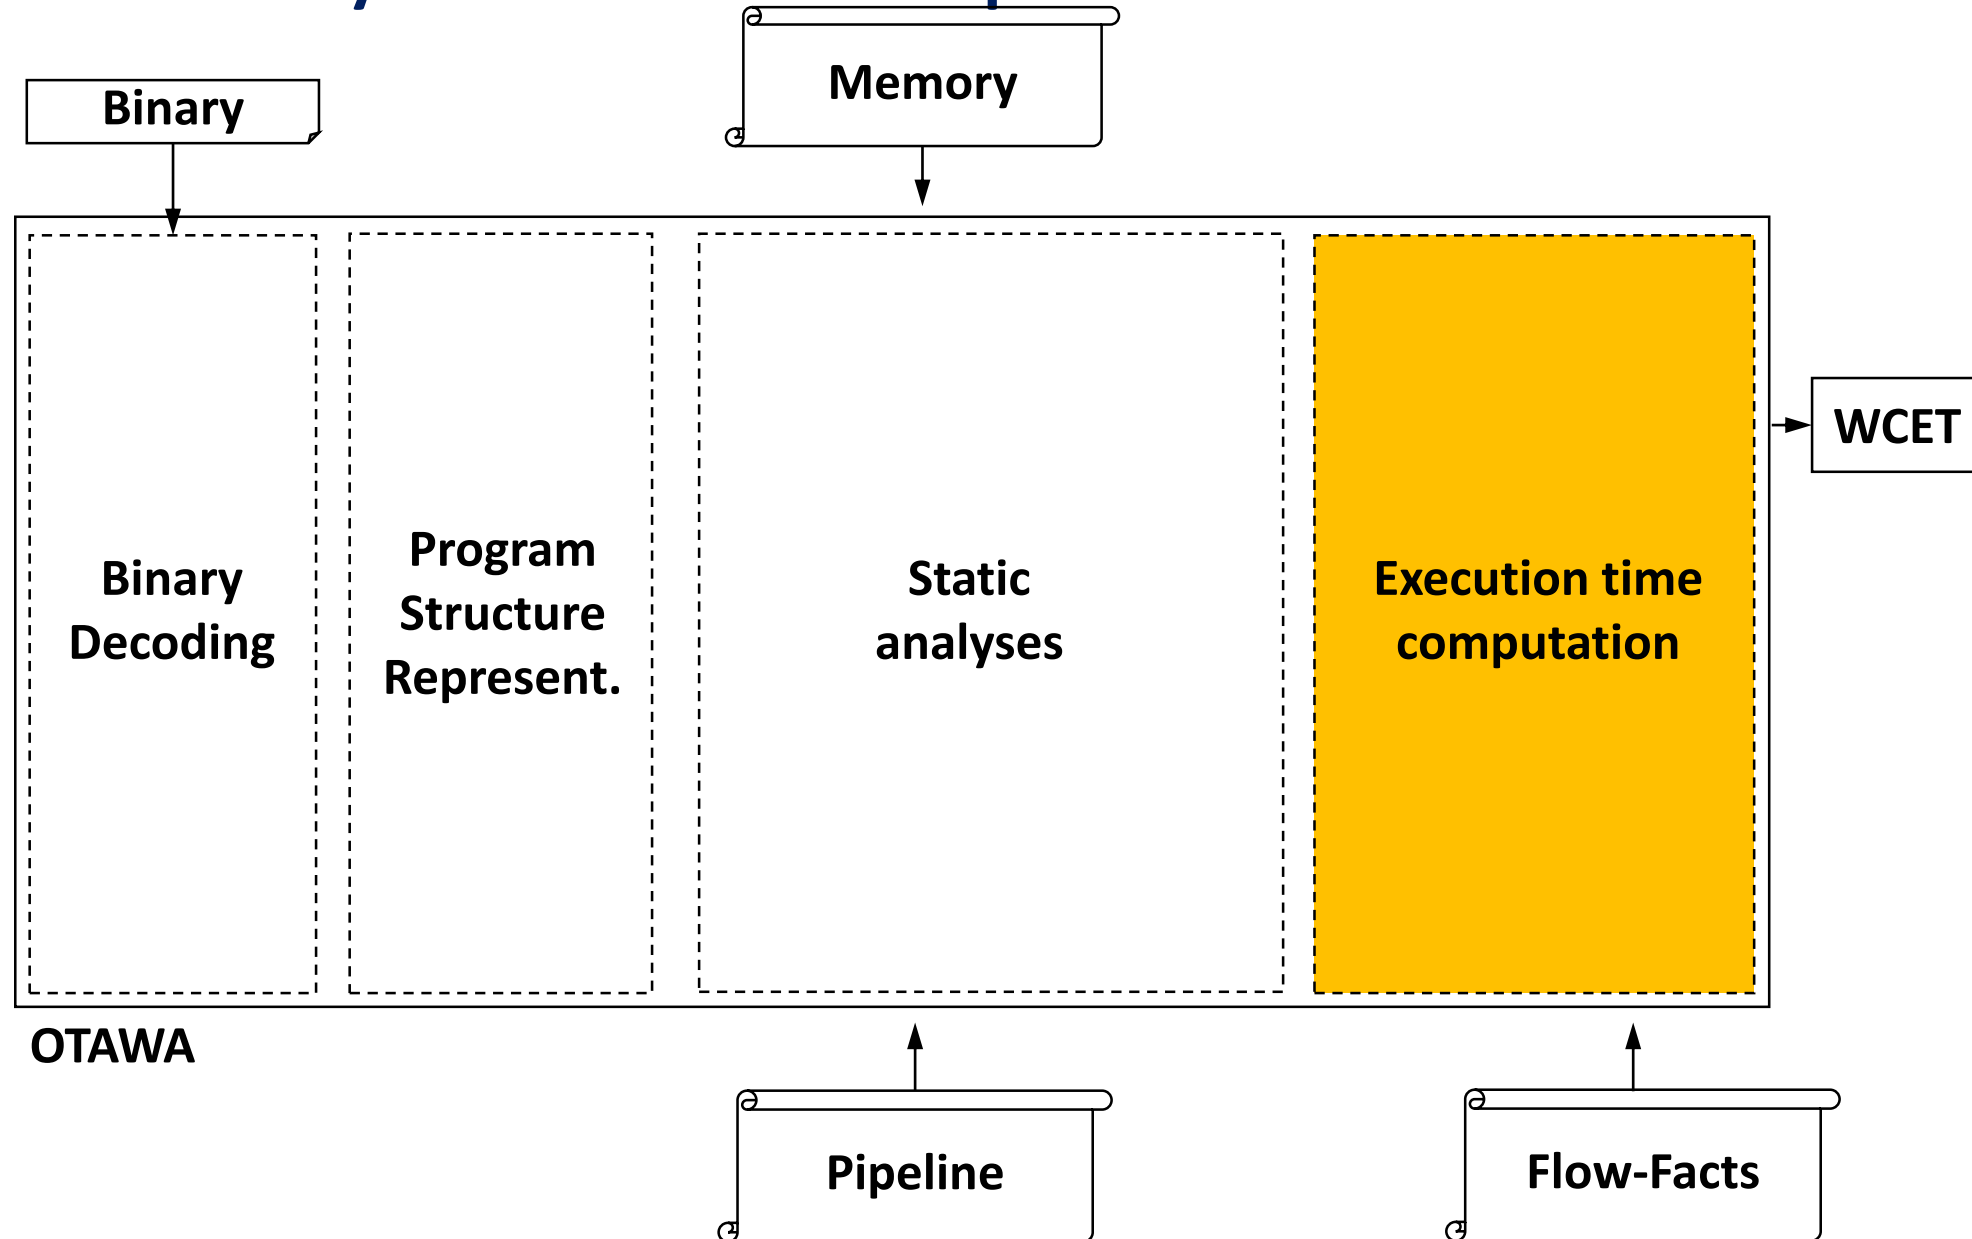 Memory
Binary
Binary
Decoding
Program
Structure
Represent.
Static
analyses
Execution time
computation
WCET
OTAWA
Pipeline
Flow-Facts